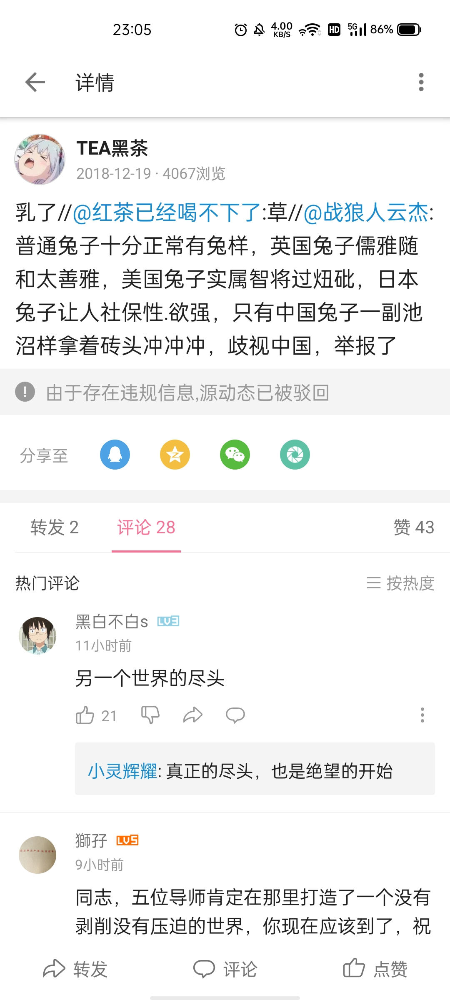 23:05 4.00 KB/S HD 5G 86%
详情
TEA黑茶
2018-12-19 · 4067浏览
乳了//@红茶已经喝不下了:草//@战狼人云杰:
普通兔子十分正常有兔样，英国兔子儒雅随
和太善雅，美国兔子实属智将过炄砒，日本
兔子让人社保性.欲强，只有中国兔子一副池
沼样拿着砖头冲冲冲，歧视中国，举报了
由于存在违规信息,源动态已被驳回
分享至
转发 2 评论 28 赞 43
热门评论 按热度
黑白不白s LV3
11小时前
另一个世界的尽头
21
小灵辉耀: 真正的尽头，也是绝望的开始
獅孖 LV5
9小时前
同志，五位导师肯定在那里打造了一个没有
剥削没有压迫的世界，你现在应该到了，祝
转发 评论 点赞